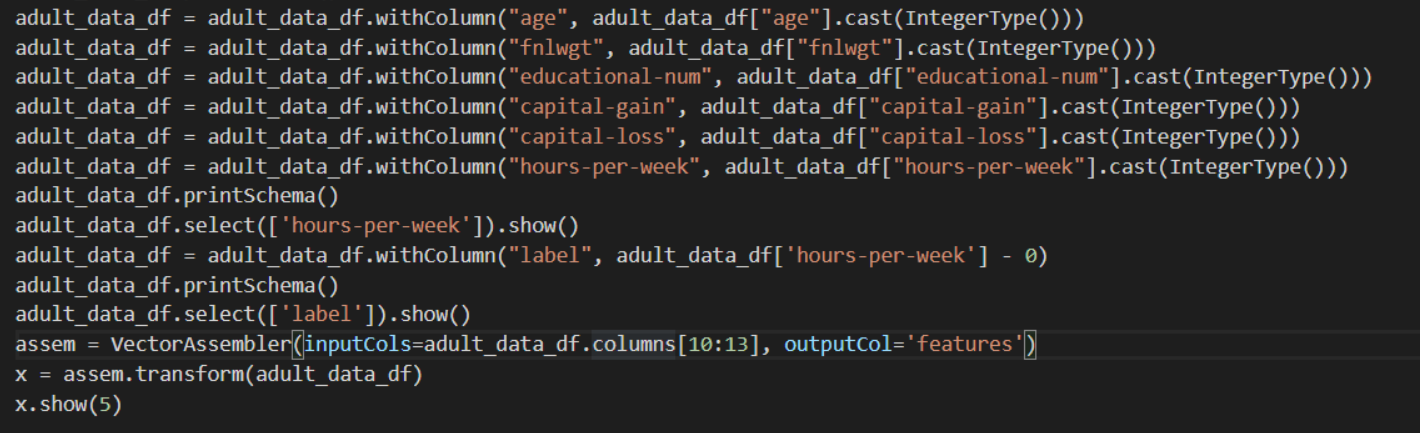 adult_data_df = adult_data_df.withColumn("age", adult_data_df["age"].cast(IntegerType()))
adult_data_df = adult_data_df.withColumn("fnlwgt", adult_data_df["fnlwgt"].cast(IntegerType()))
adult_data_df = adult_data_df.withColumn("educational-num", adult_data_df["educational-num"].cast(IntegerType()))
adult_data_df = adult_data_df.withColumn("capital-gain", adult_data_df["capital-gain"].cast(IntegerType()))
adult_data_df = adult_data_df.withColumn("capital-loss", adult_data_df["capital-loss"].cast(IntegerType()))
adult_data_df = adult_data_df.withColumn("hours-per-week", adult_data_df["hours-per-week"].cast(IntegerType()))
adult_data_df.printSchema()
adult_data_df.select(['hours-per-week']).show()
adult_data_df = adult_data_df.withColumn("label", adult_data_df['hours-per-week'] - 0)
adult_data_df.printSchema()
adult_data_df.select(['label']).show()
assem = VectorAssembler(inputCols=adult_data_df.columns[10:13], outputCol='features')
x = assem.transform(adult_data_df)
x.show(5)